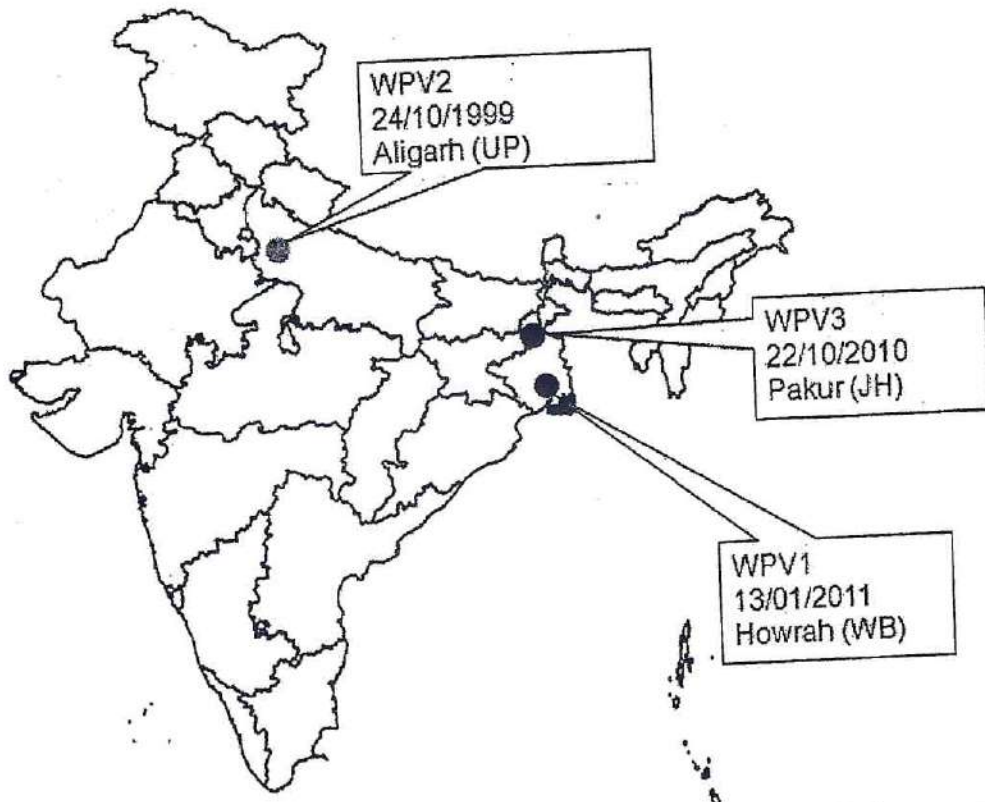 WPV2
24/10/1999
Aligarh (UP)
WPV3
22/10/2010
Pakur (JH)
WPV1
13/01/2011
Howrah (WB)